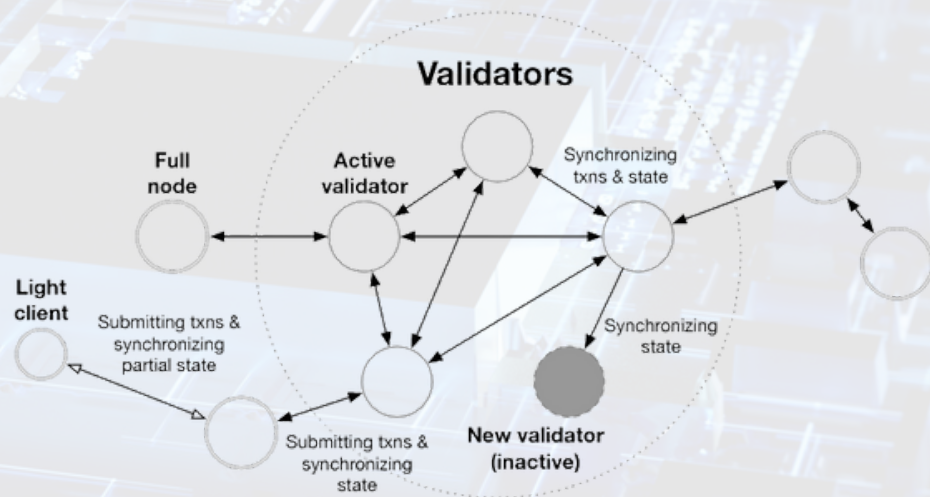 Validators
Full
node
Active
validator
Synchronizing
txns & state
Light
client
Submitting txns &
synchronizing
partial state
Synchronizing
state
Submitting txns &
synchronizing
state
New validator
(inactive)